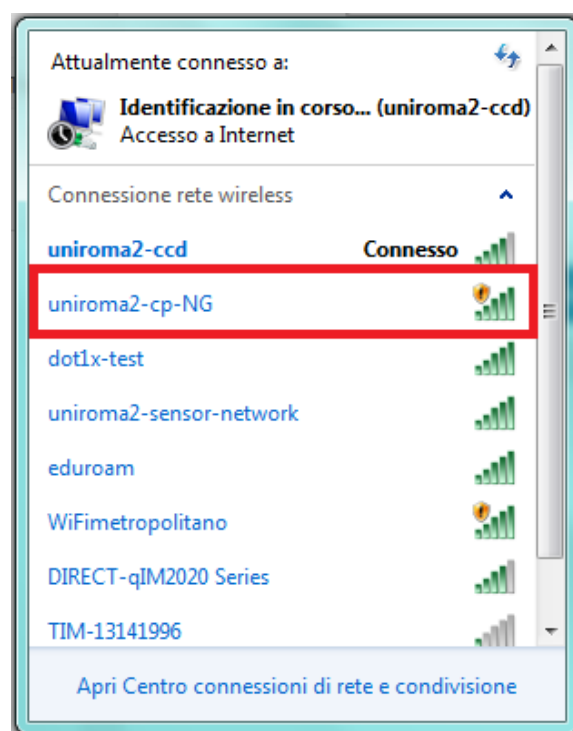 Attualmente connesso a:
Identificazione in corso... (uniroma2-ccd)
Accesso a Internet
Connessione rete wireless
uniroma2-ccd Connesso
uniroma2-cp-NG
dot1x-test
uniroma2-sensor-network
eduroam
WiFimetropolitano
DIRECT-qIM2020 Series
TIM-13141996
Apri Centro connessioni di rete e condivisione